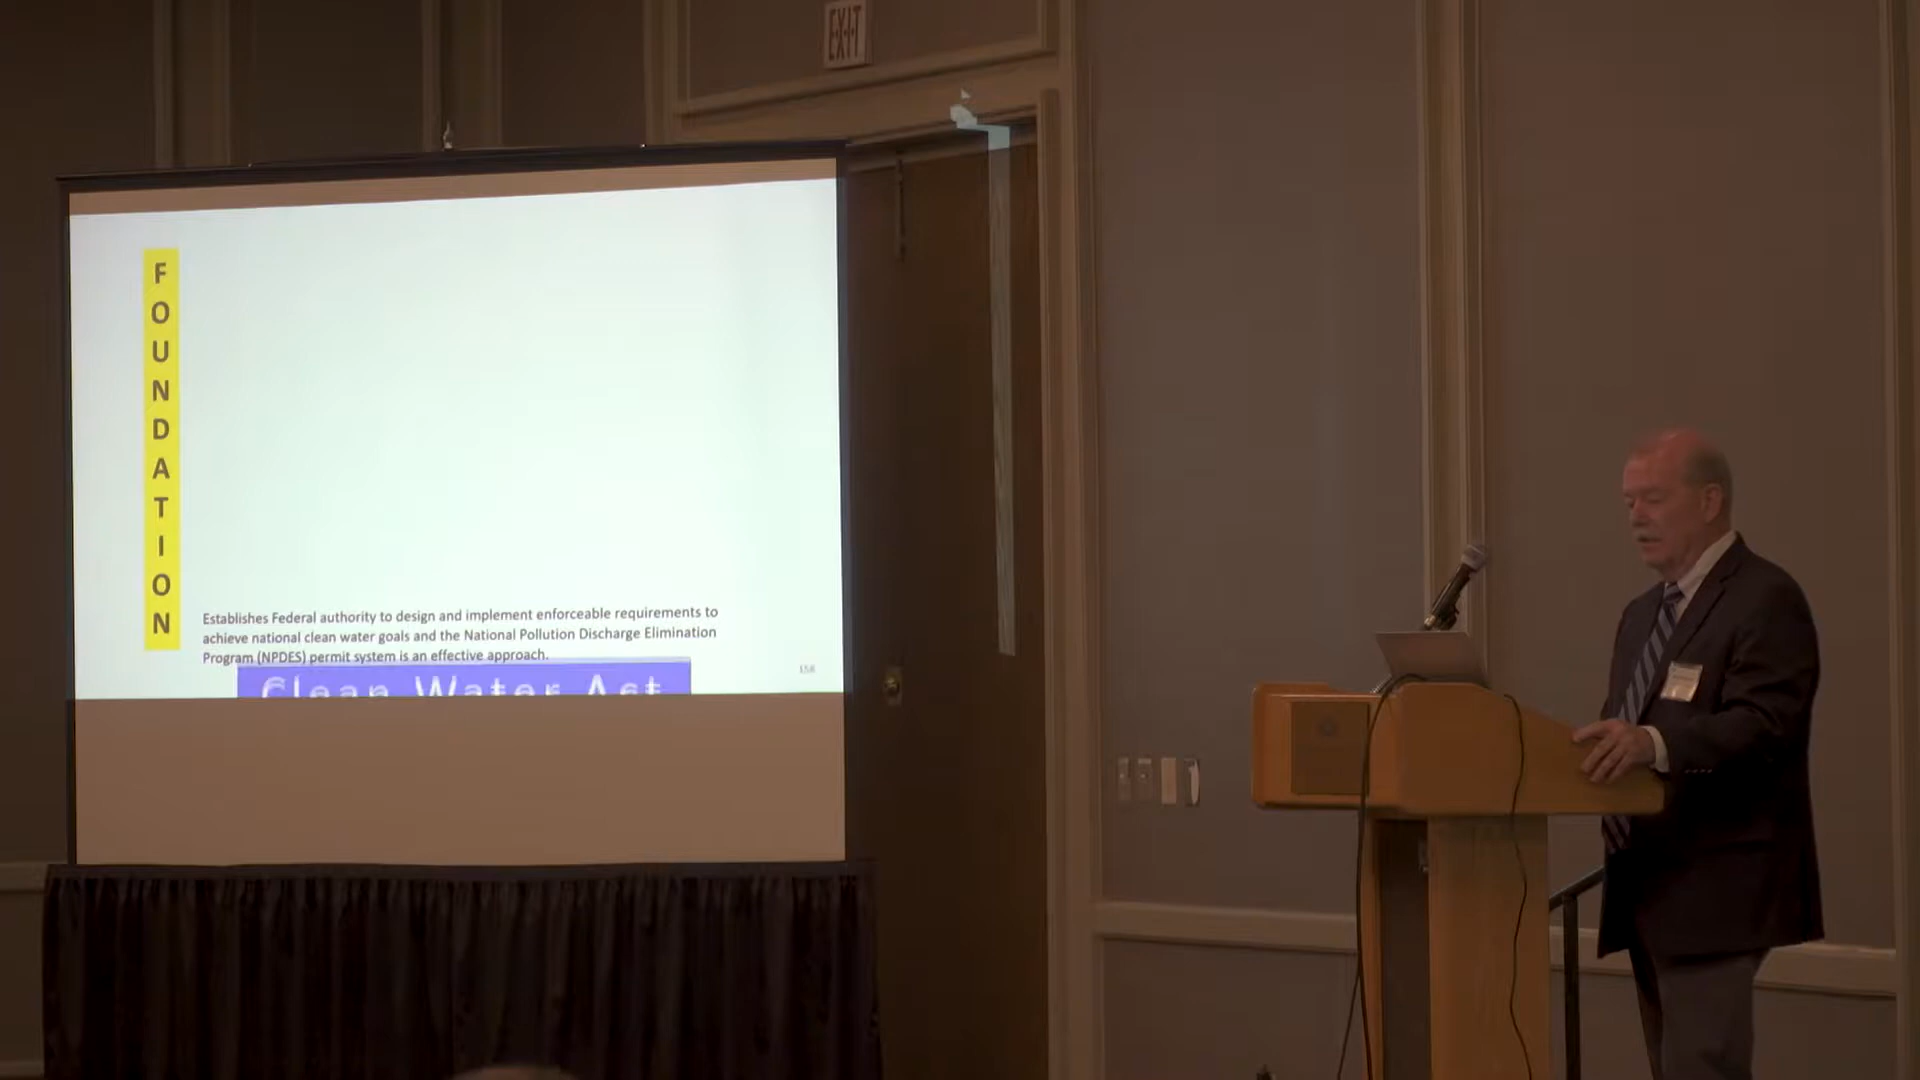 EXIT
F
O
U
N
D
A
T
I
O
N
Establishes Federal authority to design and implement enforceable requirements to
achieve national clean water goals and the National Pollution Discharge Elimination
Program (NPDES) permit system is an effective approach.
158
Clean Water Act